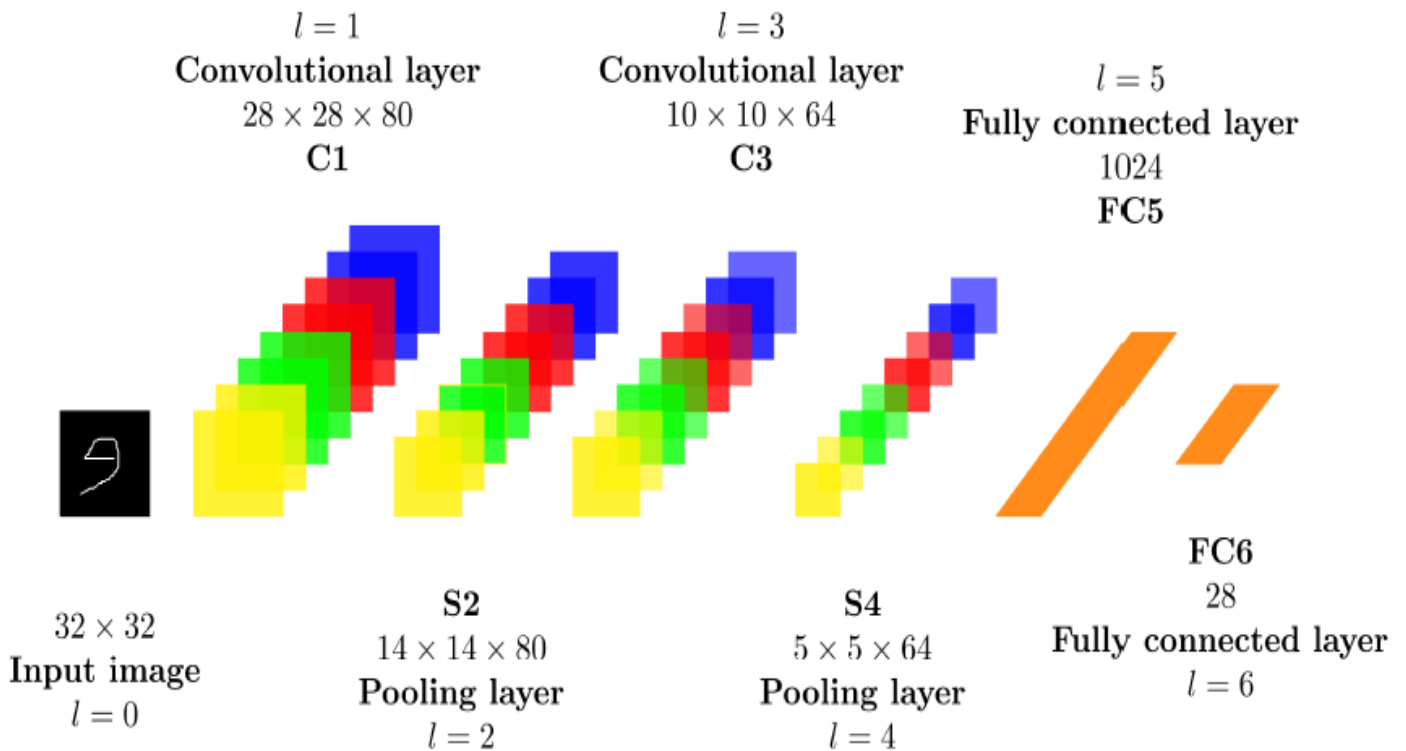 l = 1
Convolutional layer
28 × 28 × 80
C1
l = 3
Convolutional layer
10 × 10 × 64
C3
l = 5
Fully connected layer
1024
FC5
32 × 32
Input image
l = 0
S2
14 × 14 × 80
Pooling layer
l = 2
S4
5 × 5 × 64
Pooling layer
l = 4
FC6
28
Fully connected layer
l = 6